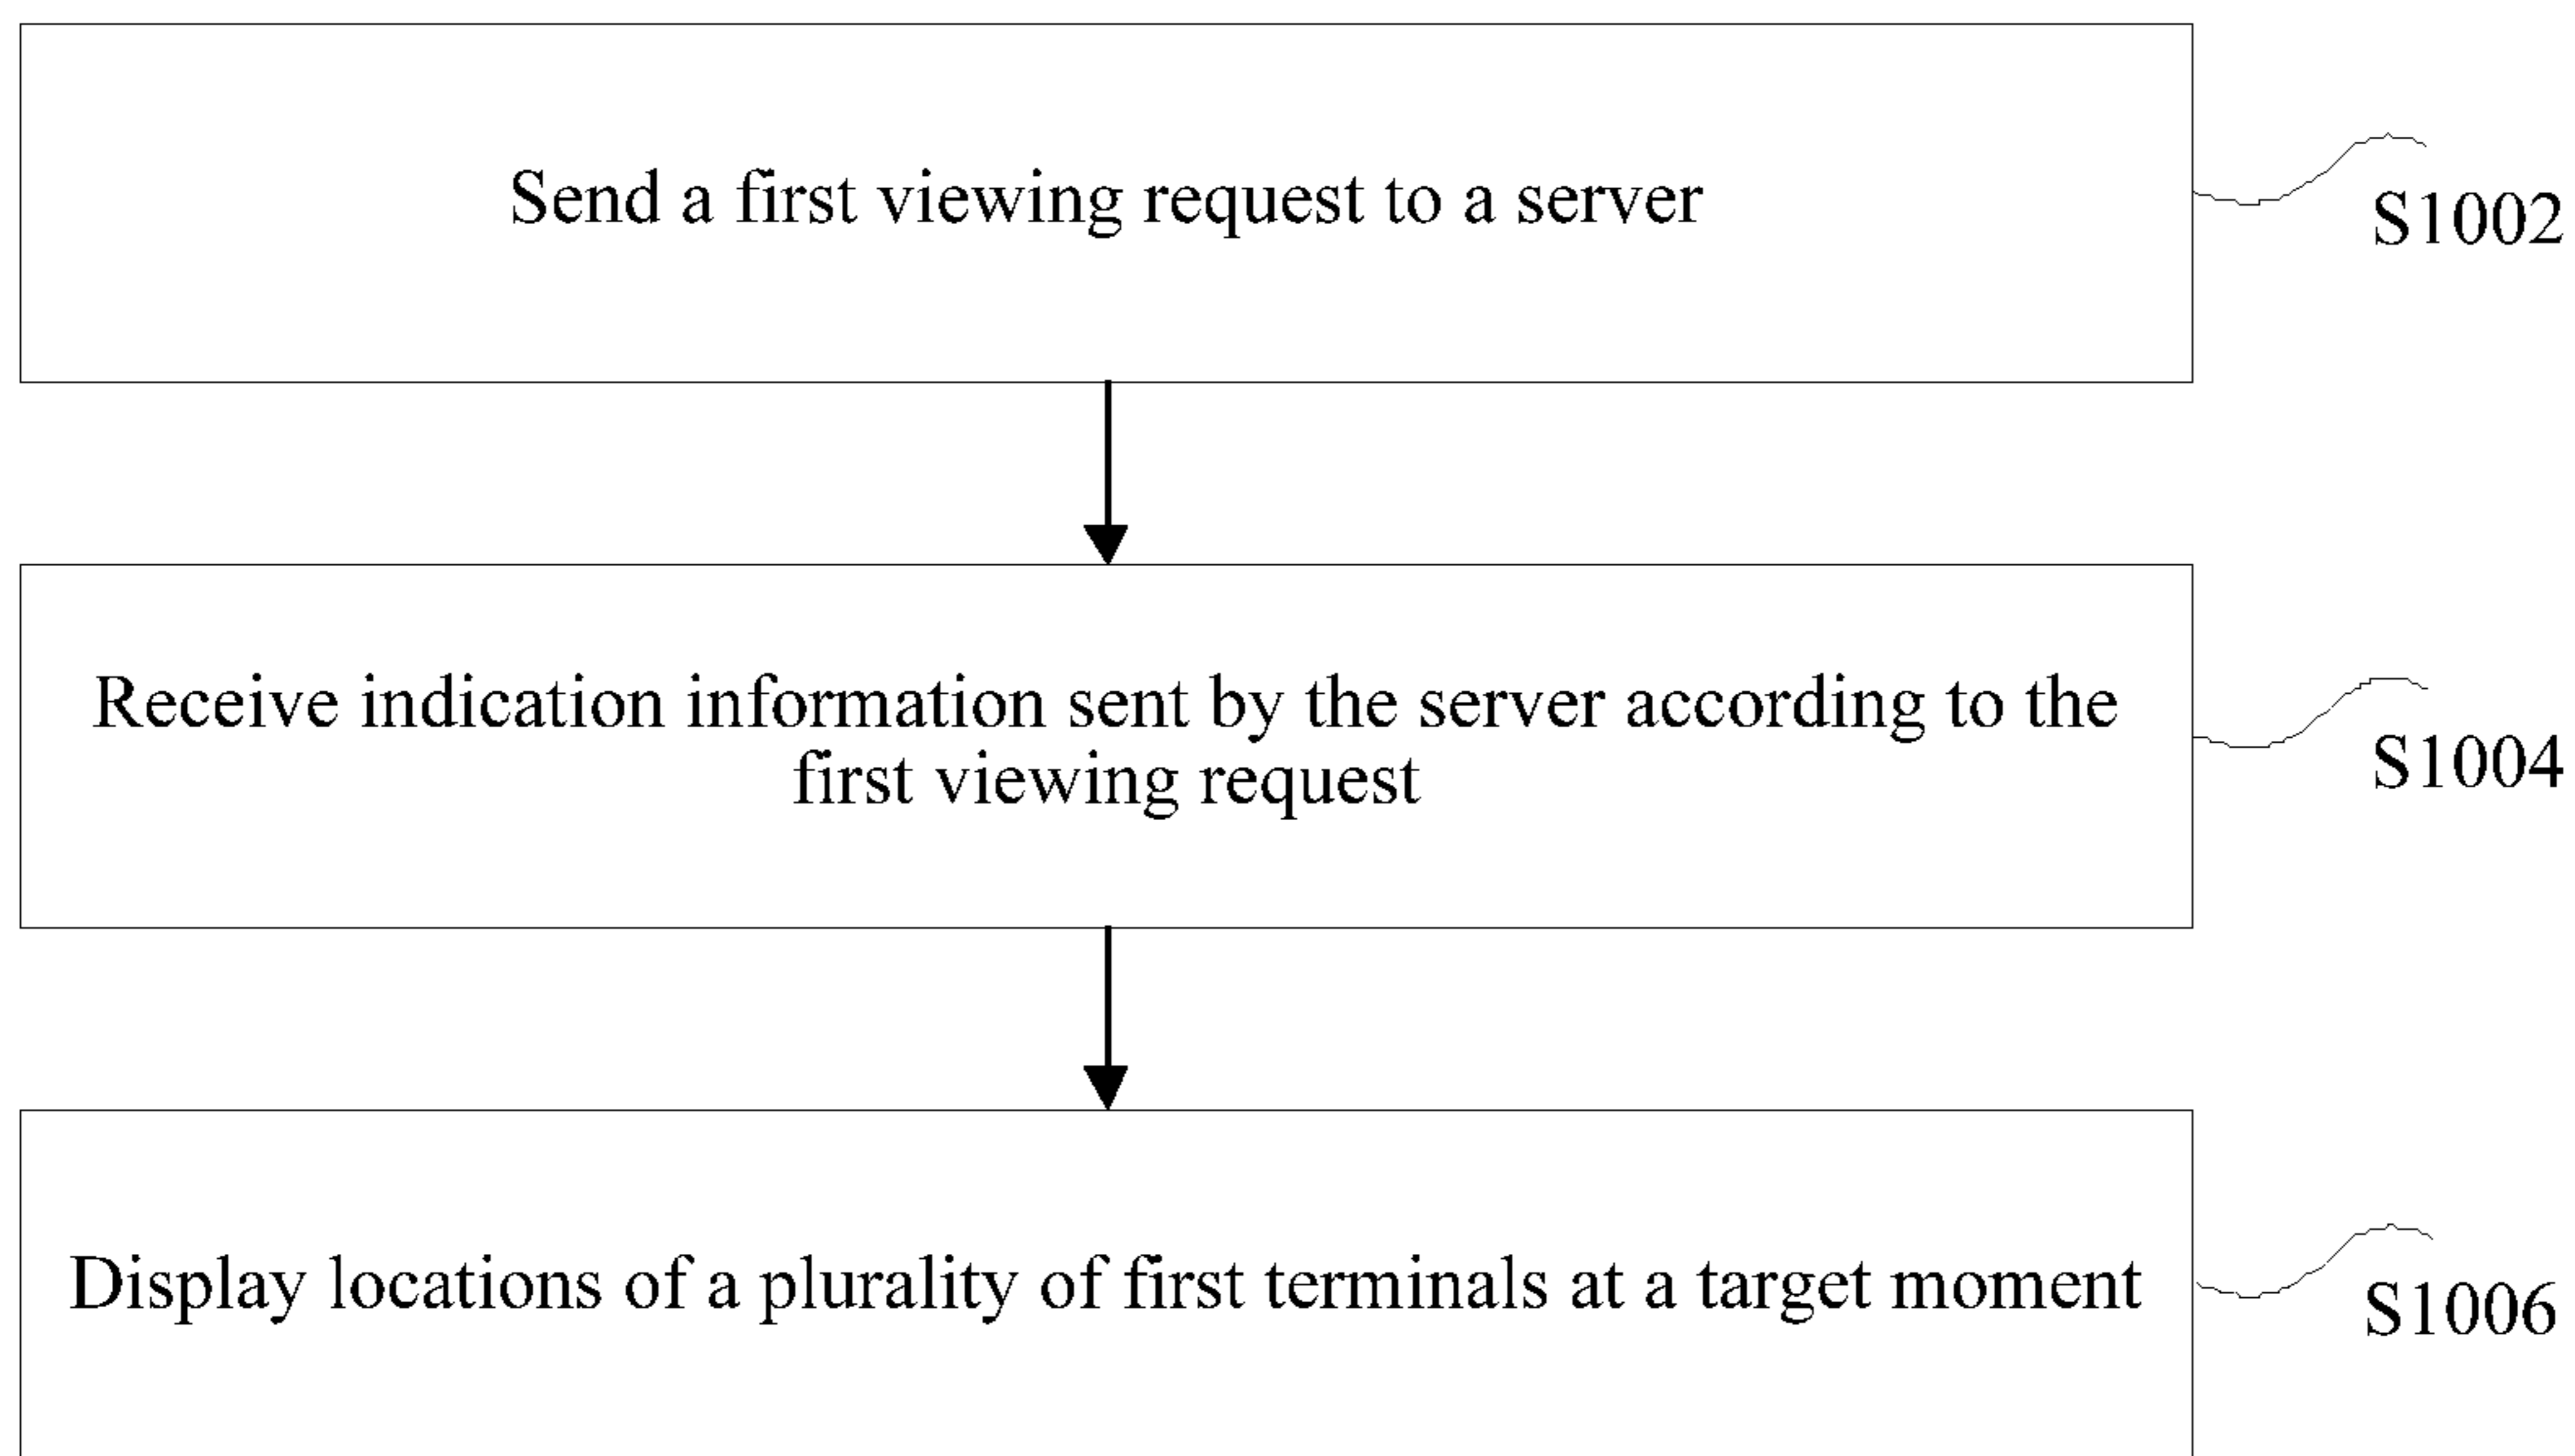 Send a first viewing request to a server
S1002
Receive indication information sent by the server according to the
first viewing request
S1004
Display locations of a plurality of first terminals at a target moment
S1006